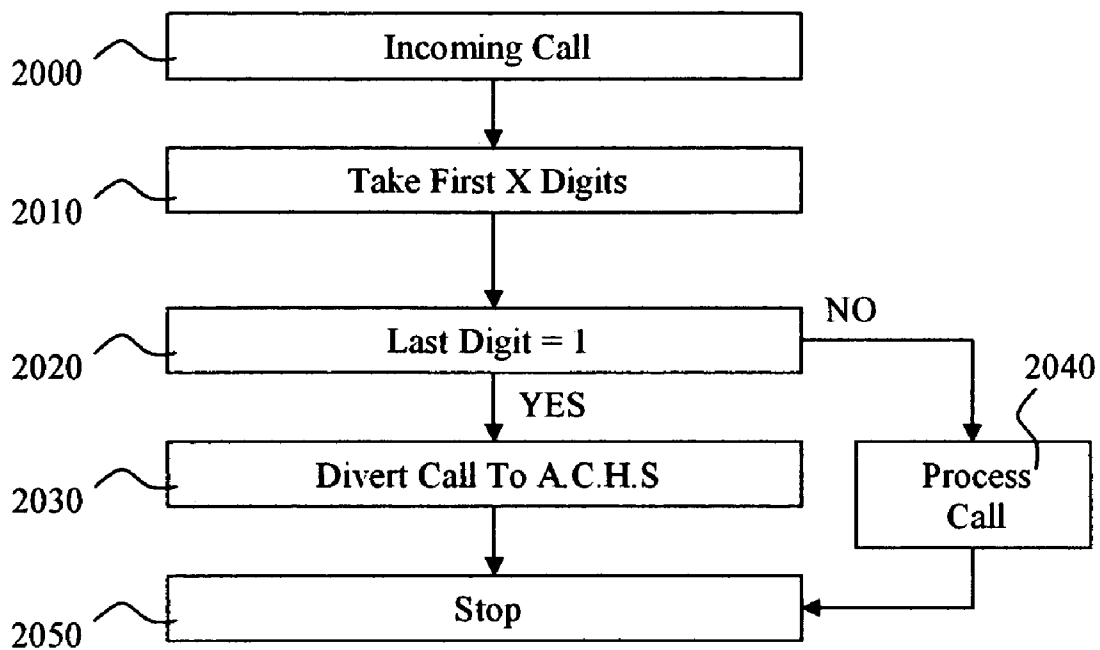 Incoming Call
2000
Take First X Digits
2010
NO
Last Digit = 1
2020
2040
YES
Divert Call To A.C.H.S
2030
Process
Call
Stop
2050